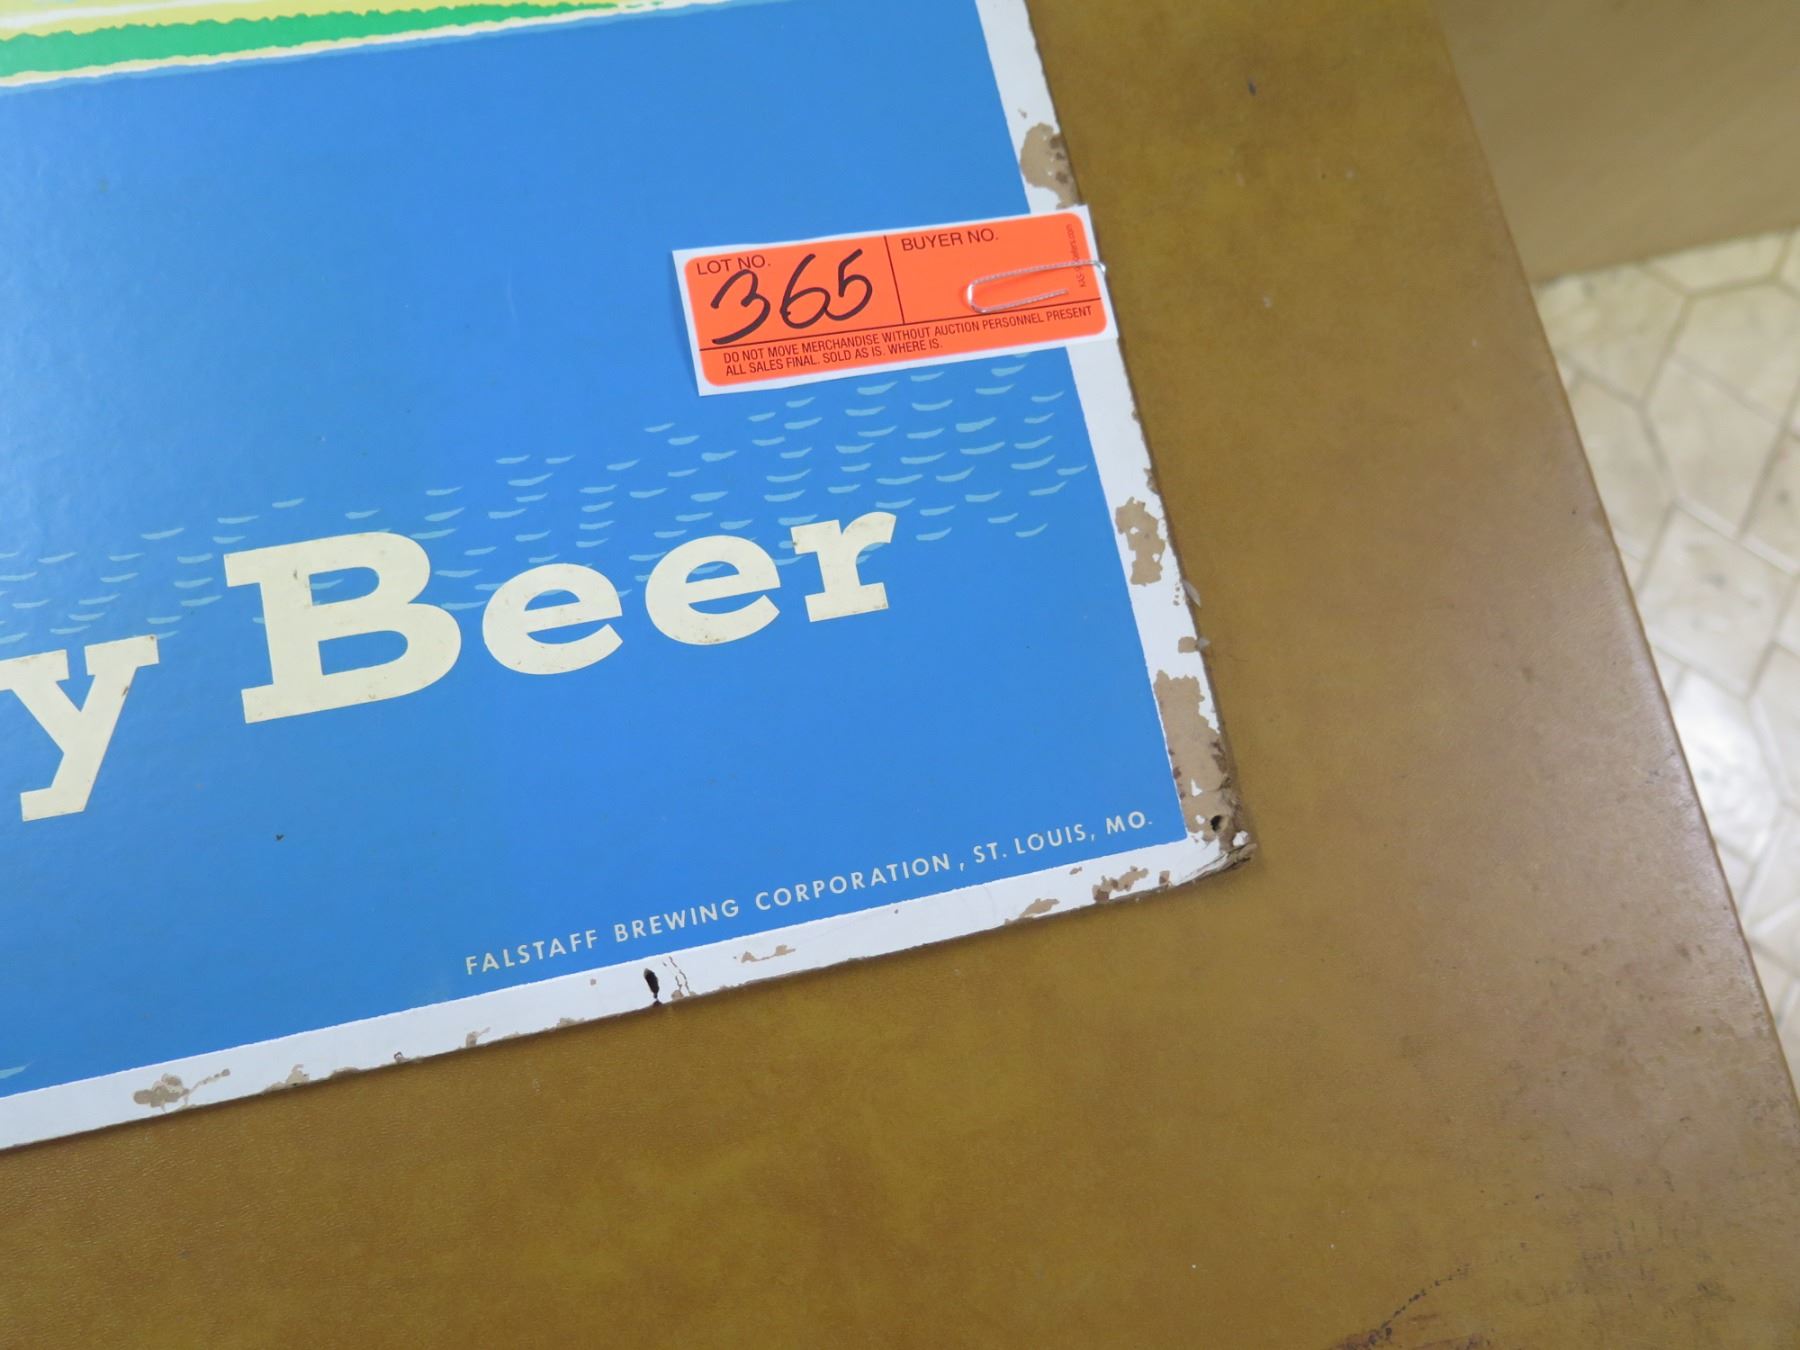 LOT NO.
365
BUYER NO.
DO NOT MOVE MERCHANDISE WITHOUT AUCTION PERSONNEL PRESENT
ALL SALES FINAL. SOLD AS IS. WHERE IS.
y Beer
FALSTAFF BREWING CORPORATION, ST. LOUIS, MO.